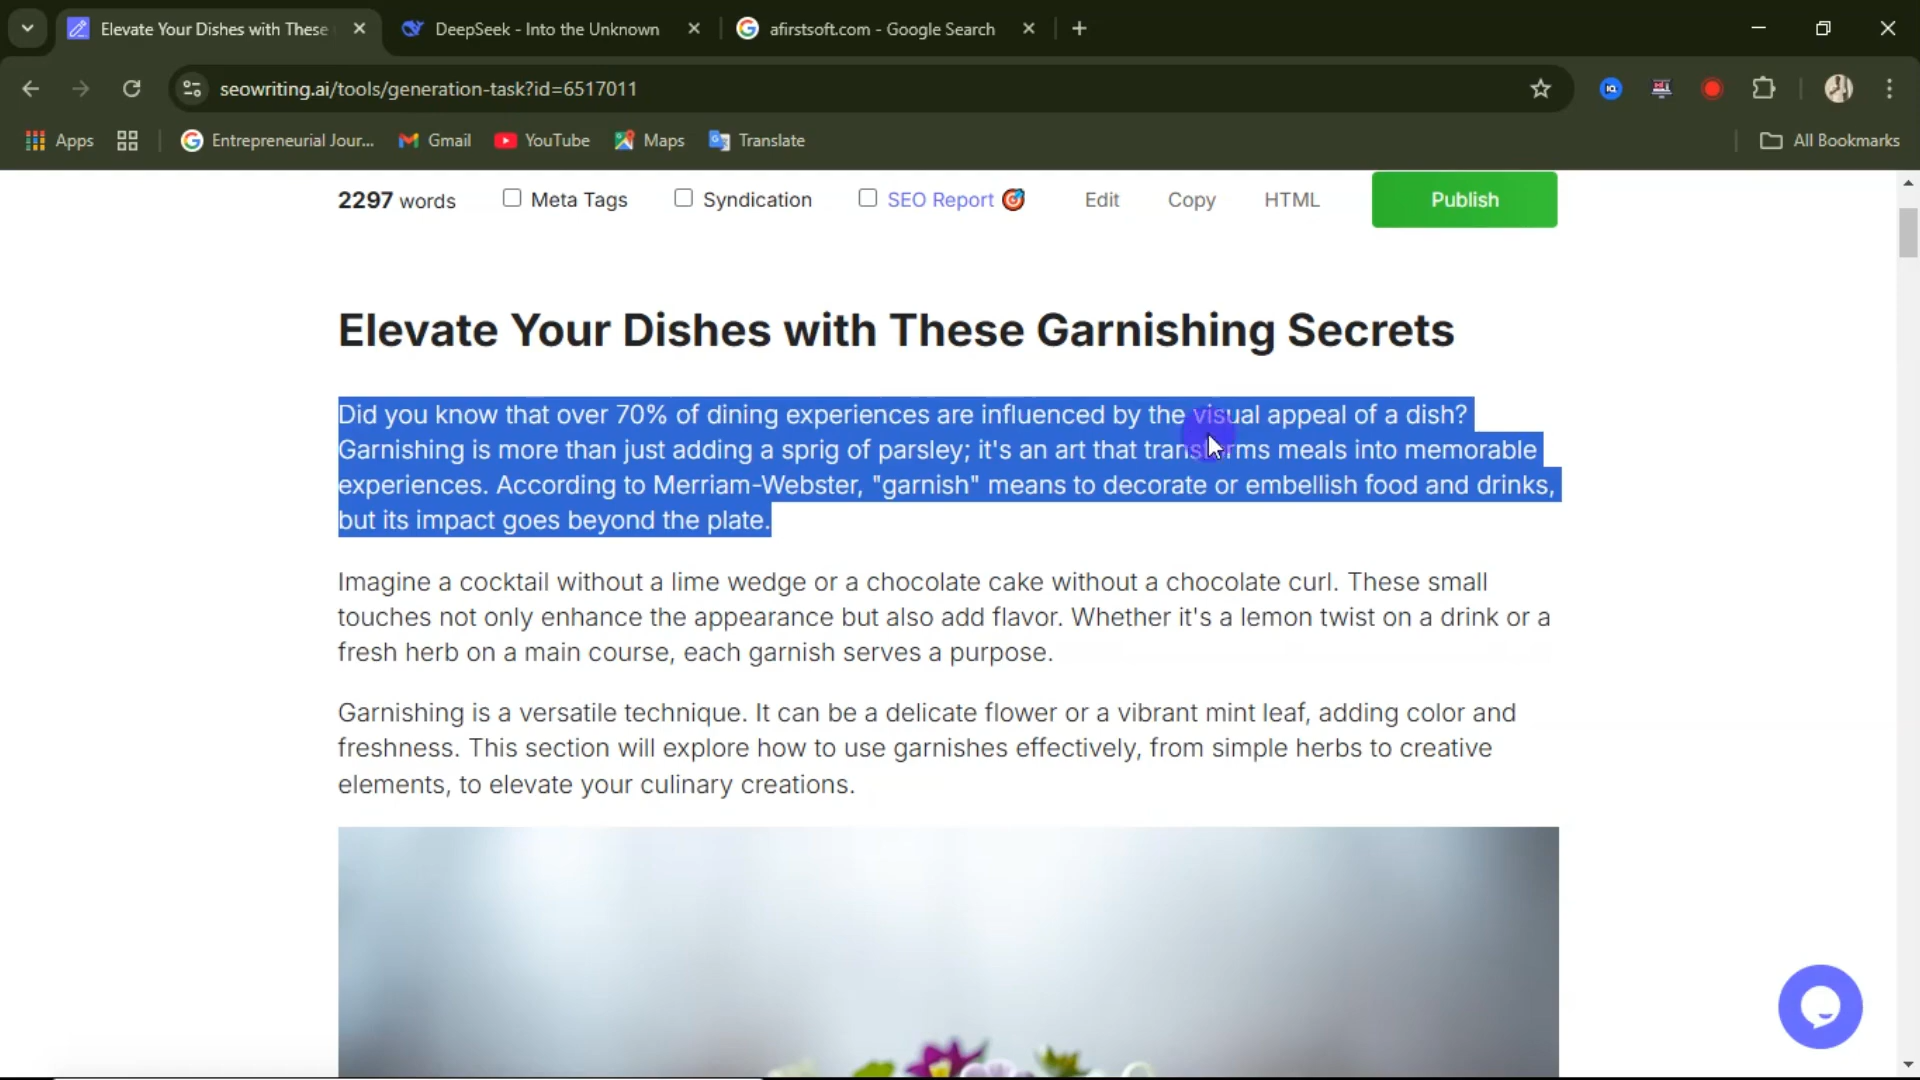 Elevate Your Dishes with These
DeepSeek - Into the Unknown
afirstsoft.com - Google Search
seowriting.ai/tools/generation-task?id=6517011
Apps
Entrepreneurial Jour...
Gmail
YouTube
Maps
Translate
All Bookmarks
2297 words
Meta Tags
Syndication
SEO Report
Edit
Copy
HTML
Publish
Elevate Your Dishes with These Garnishing Secrets
Did you know that over 70% of dining experiences are influenced by the visual appeal of a dish?
Garnishing is more than just adding a sprig of parsley; it's an art that transforms meals into memorable
experiences. According to Merriam-Webster, "garnish" means to decorate or embellish food and drinks,
but its impact goes beyond the plate.
Imagine a cocktail without a lime wedge or a chocolate cake without a chocolate curl. These small
touches not only enhance the appearance but also add flavor. Whether it's a lemon twist on a drink or a
fresh herb on a main course, each garnish serves a purpose.
Garnishing is a versatile technique. It can be a delicate flower or a vibrant mint leaf, adding color and
freshness. This section will explore how to use garnishes effectively, from simple herbs to creative
elements, to elevate your culinary creations.